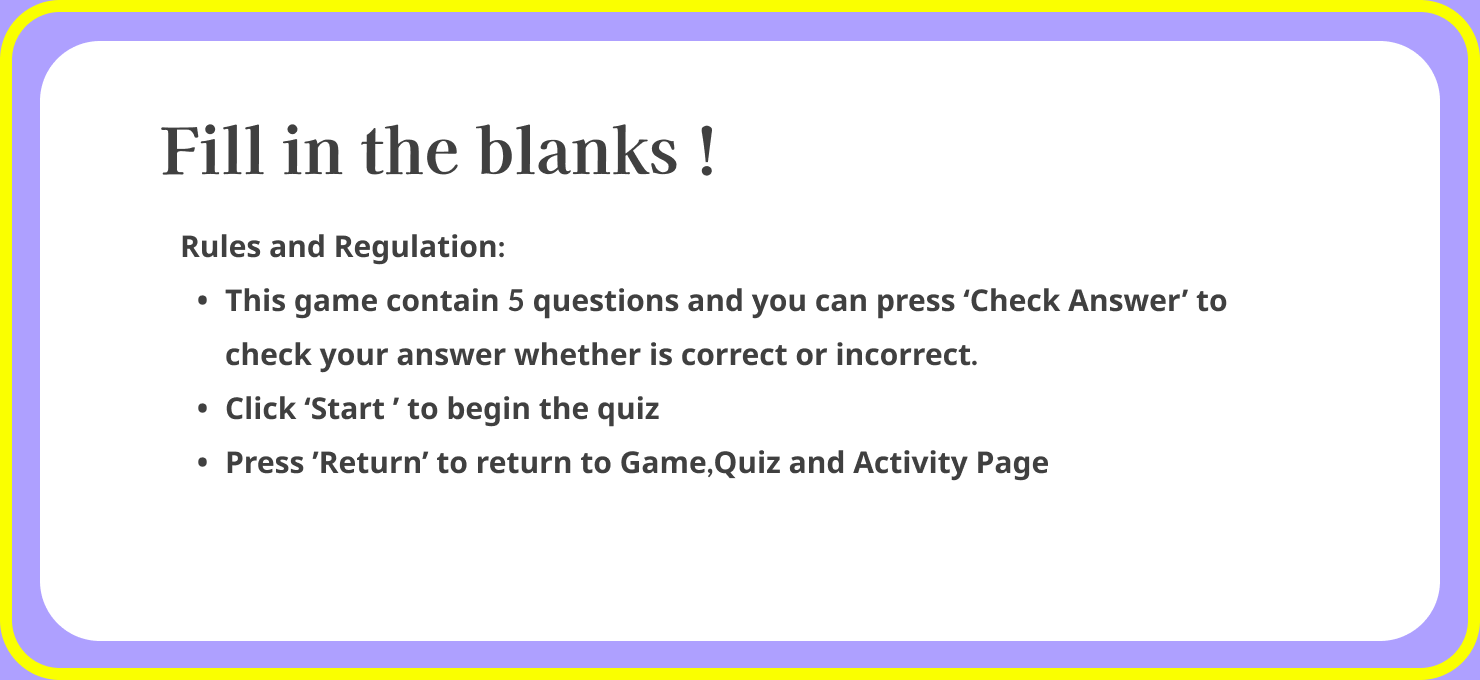 Fill in the blanks !
Rules and Regulation:
• This game contain 5 questions and you can press ‘Check Answer’ to
check your answer whether is correct or incorrect.
• Click ‘Start ’ to begin the quiz
• Press ’Return’ to return to Game,Quiz and Activity Page